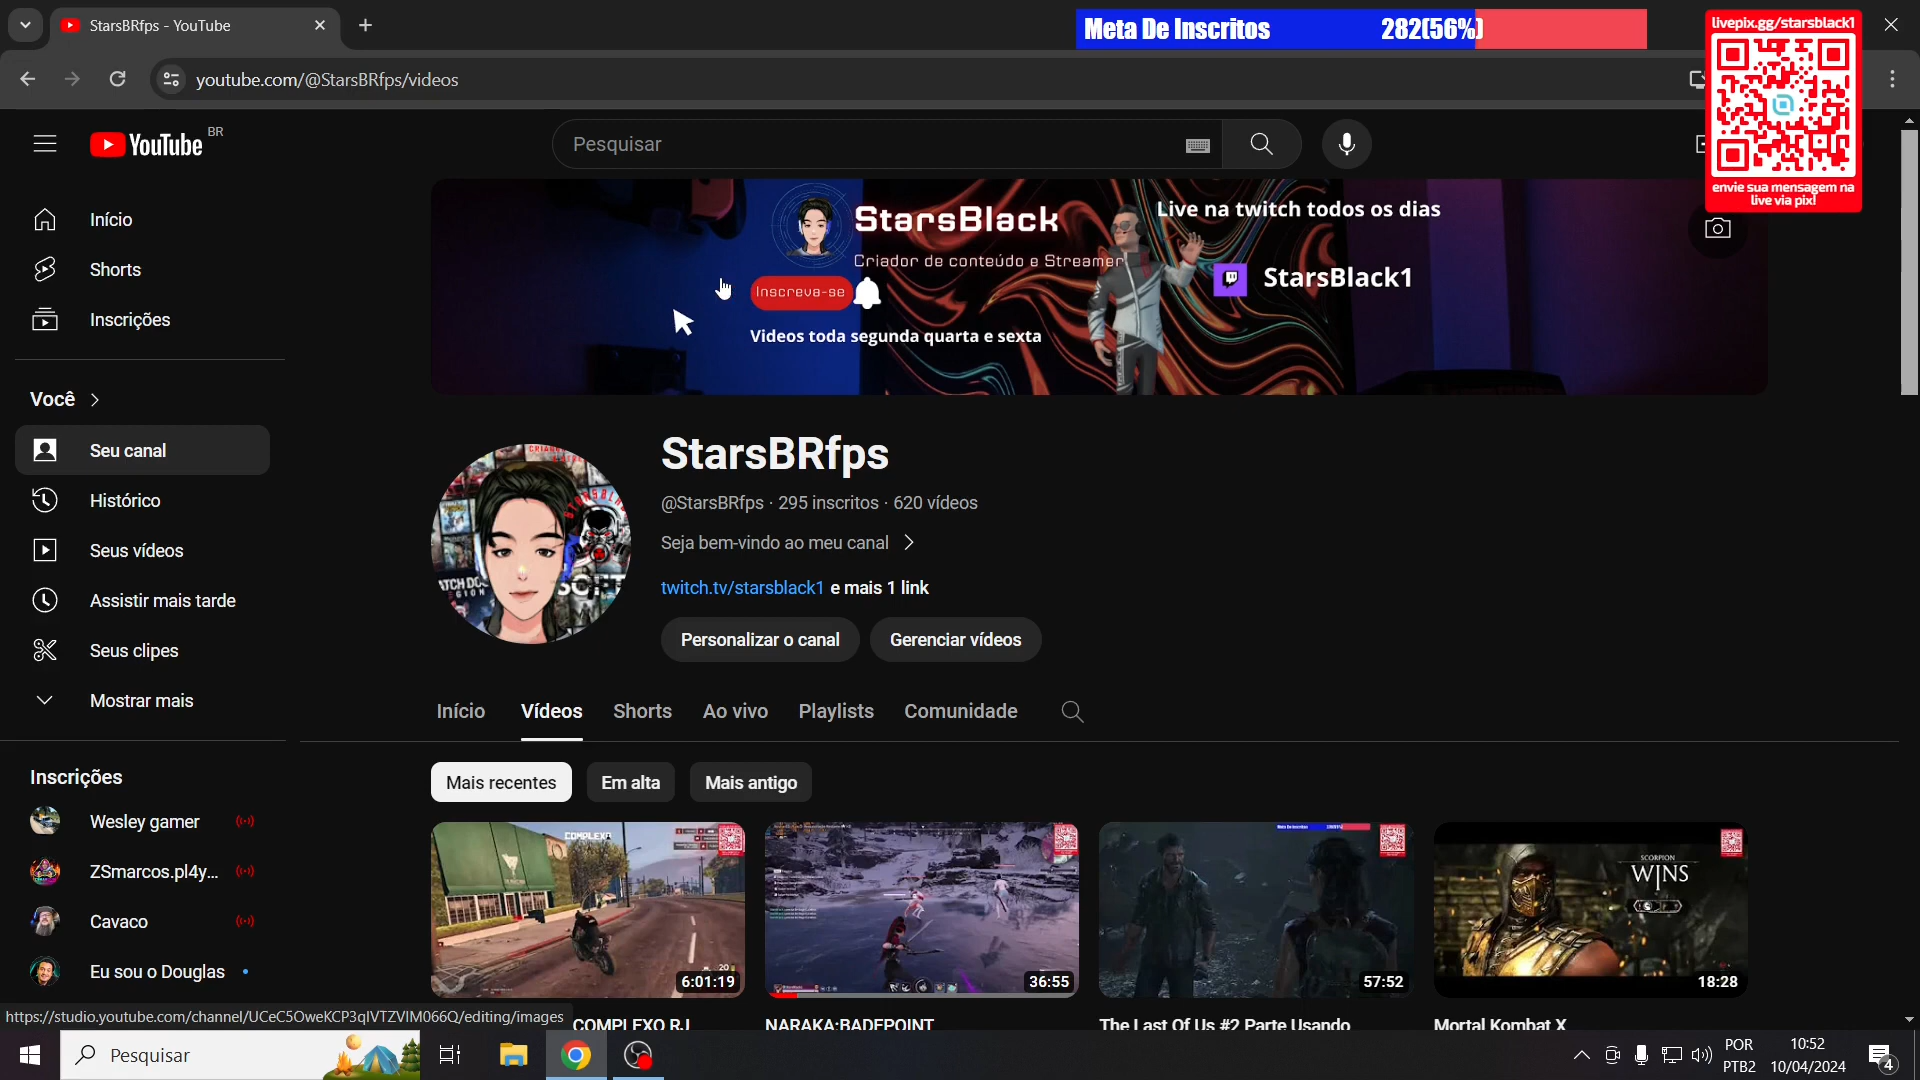 StarsBRfps - YouTube
Meta De Inscritos 282(56%)
livepix.gg/starsblack1
envie sua mensagem na
live via pix!
youtube.com/@StarsBRfps/videos
YouTube BR
Pesquisar
Início
Shorts
Inscrições
Você
Seu canal
Histórico
Seus vídeos
Assistir mais tarde
Seus clipes
Mostrar mais
Inscrições
Wesley gamer
ZSmarcos.pl4y...
Cavaco
Eu sou o Douglas
StarsBlack
Criador de conteúdo e Streamer
Inscreva-se
Videos toda segunda quarta e sexta
Live na twitch todos os dias
StarsBlack1
StarsBRfps
@StarsBRfps · 295 inscritos · 620 vídeos
Seja bem-vindo ao meu canal
twitch.tv/starsblack1 e mais 1 link
Personalizar o canal
Gerenciar vídeos
Início
Vídeos
Shorts
Ao vivo
Playlists
Comunidade
Mais recentes
Em alta
Mais antigo
COMPLEXO
6:01:19
36:55
57:52
SCORPION
WINS
18:28
COMPLEXO RJ
NARAKA:BADEPOINT
The Last Of Us #2 Parte Usando
Mortal Kombat X
https://studio.youtube.com/channel/UCeC5OweKCP3qIVTZVIM066Q/editing/images
Pesquisar
POR
PTB2
10:52
10/04/2024
4